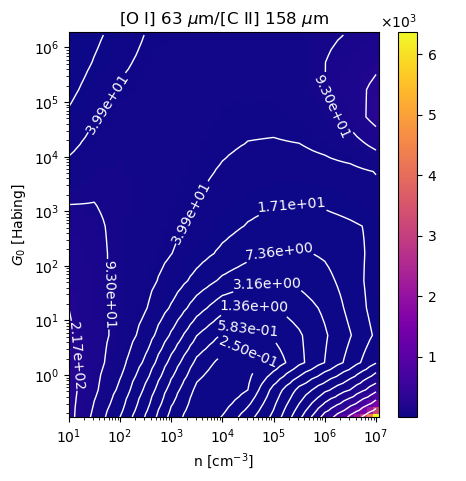 [O I] 63 μm/[C II] 158 μm
×10³
10⁶
10⁵
10⁴
10³
10²
10¹
10⁰
G₀ [Habing]
3.99e+01
9.30e+01
3.99e+01
1.71e+01
7.36e+00
9.30e+01
3.16e+00
1.36e+00
5.83e-01
2.50e-01
2.17e+02
6
5
4
3
2
1
10¹ 10² 10³ 10⁴ 10⁵ 10⁶ 10⁷
n [cm⁻³]